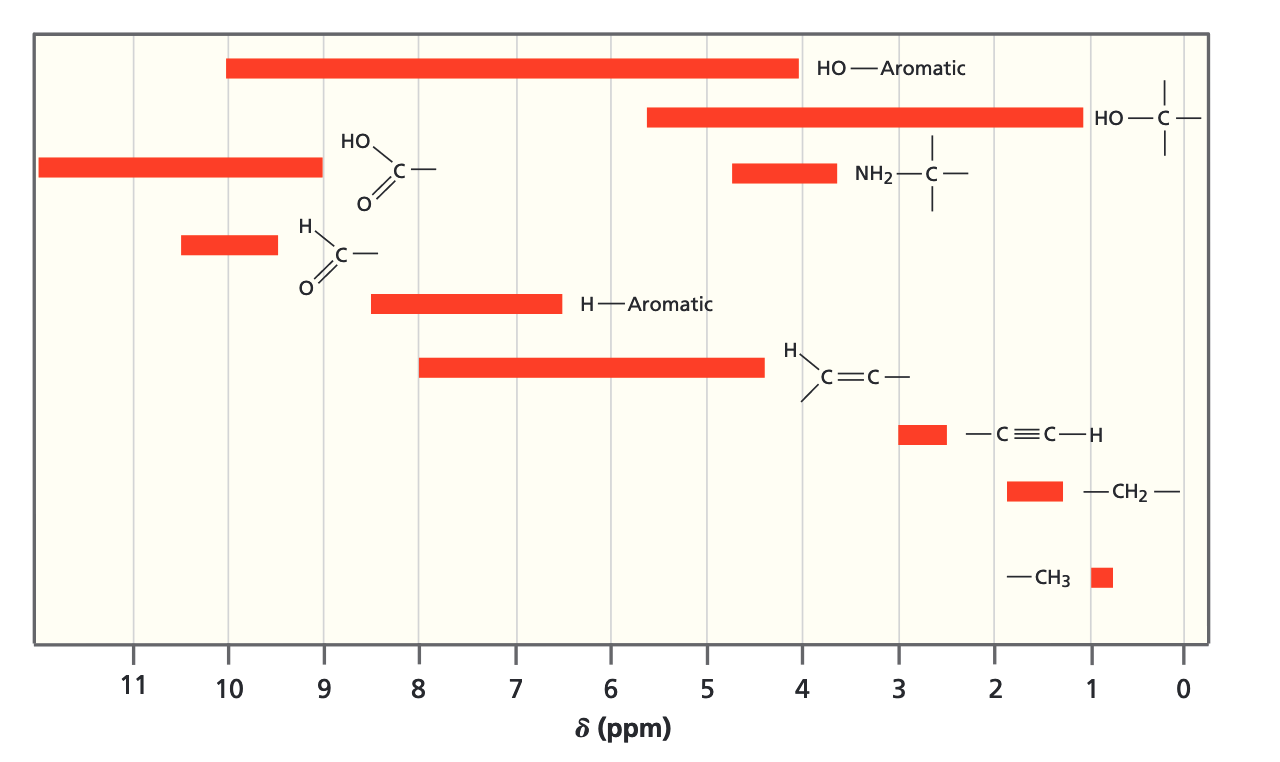 HO—Aromatic
HO—C—
HO
C—
O
NH₂—C—
H
C—
O
H—Aromatic
H
C=C—
—C≡C—H
—CH₂—
—CH₃
11 10 9 8 7 6 5 4 3 2 1 0
δ (ppm)